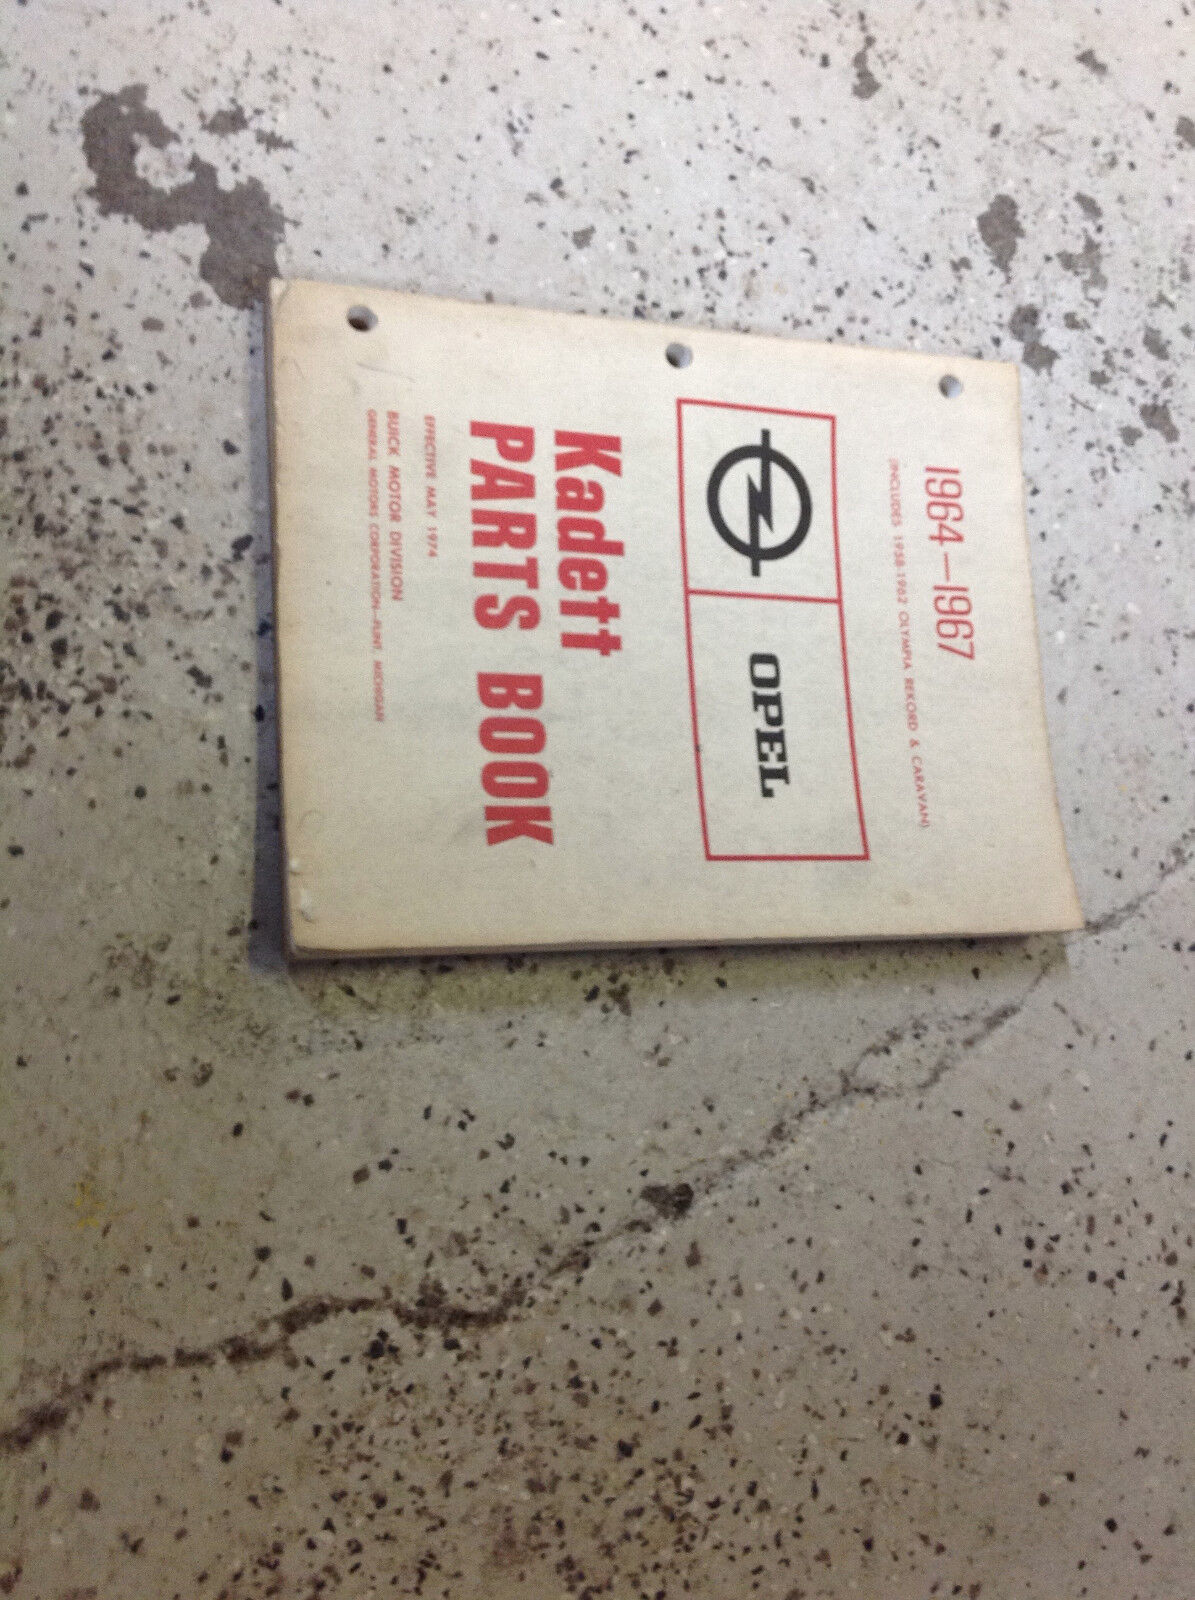 1964—1967
(INCLUDES 1958-1962 OLYMPIA REKORD & CARAVAN)
OPEL
Kadett
PARTS BOOK
EFFECTIVE MAY 1974
BUICK MOTOR DIVISION
GENERAL MOTORS CORPORATION—FLINT, MICHIGAN